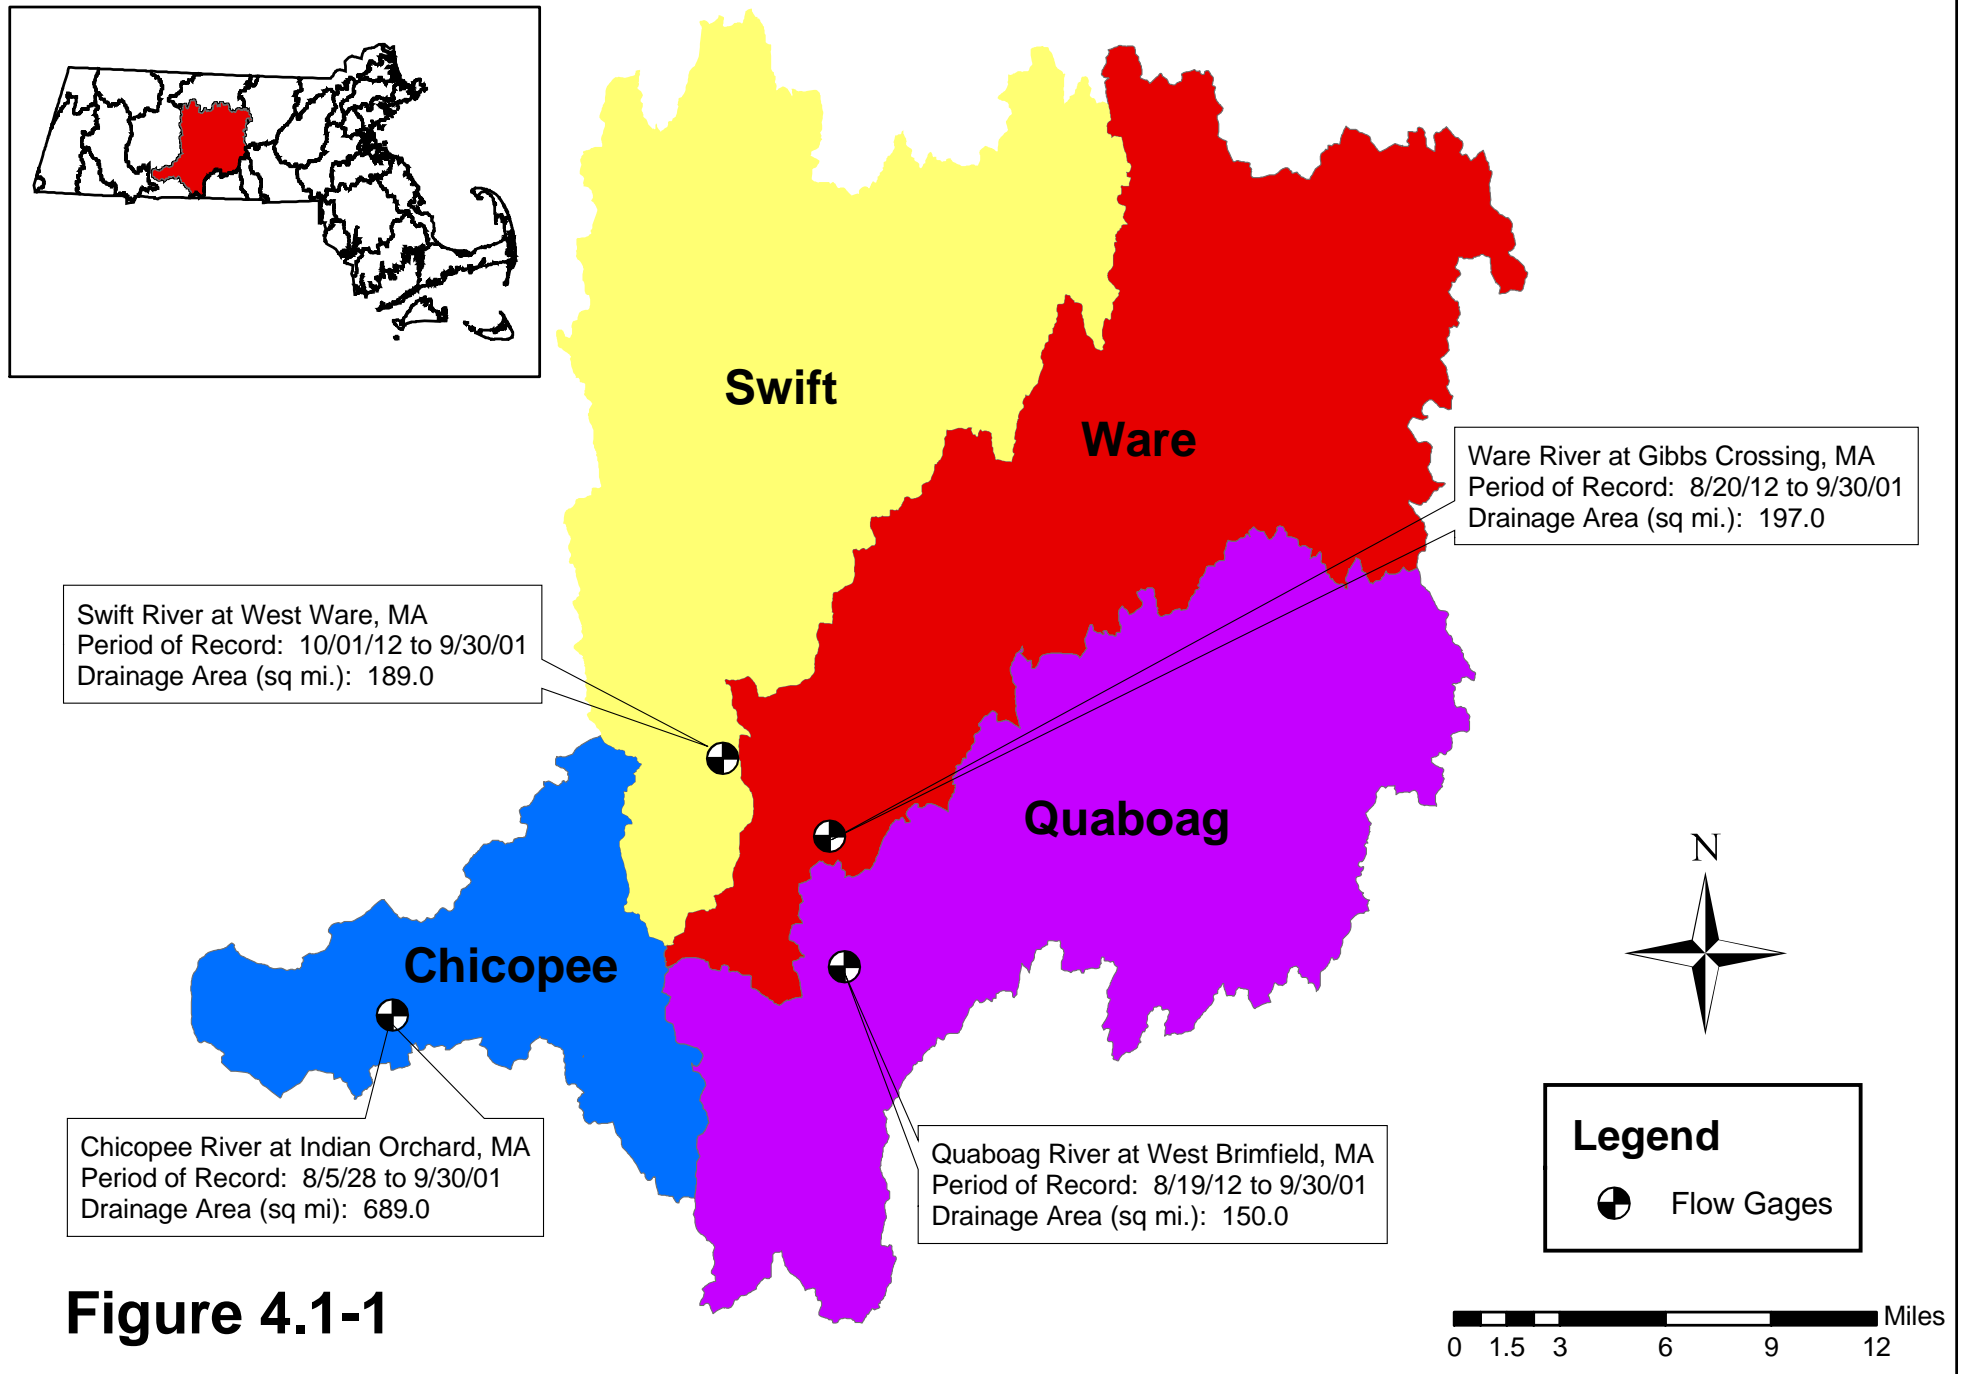 Swift
Ware
Ware River at Gibbs Crossing, MA
Period of Record: 8/20/12 to 9/30/01
Drainage Area (sq mi.): 197.0
Swift River at West Ware, MA
Period of Record: 10/01/12 to 9/30/01
Drainage Area (sq mi.): 189.0
Quaboag
N
Chicopee
Chicopee River at Indian Orchard, MA
Period of Record: 8/5/28 to 9/30/01
Drainage Area (sq mi): 689.0
Quaboag River at West Brimfield, MA
Period of Record: 8/19/12 to 9/30/01
Drainage Area (sq mi.): 150.0
Legend
Flow Gages
Figure 4.1-1
Miles
0 1.5 3 6 9 12